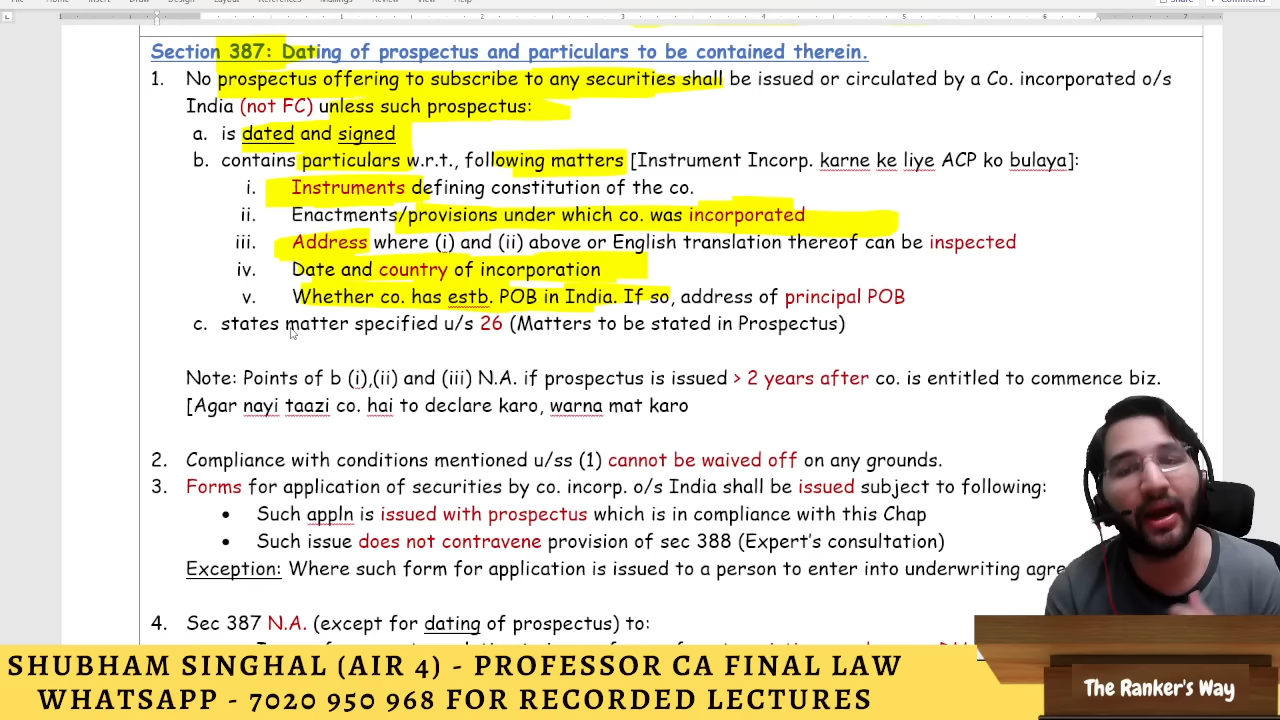 Section 387: Dating of prospectus and particulars to be contained therein.
1. No prospectus offering to subscribe to any securities shall be issued or circulated by a Co. incorporated o/s
India (not FC) unless such prospectus:
a. is dated and signed
b. contains particulars w.r.t., following matters [Instrument Incorp. karne ke liye ACP ko bulaya]:
i. Instruments defining constitution of the co.
ii. Enactments/provisions under which co. was incorporated
iii. Address where (i) and (ii) above or English translation thereof can be inspected
iv. Date and country of incorporation
v. Whether co. has estb. POB in India. If so, address of principal POB
c. states matter specified u/s 26 (Matters to be stated in Prospectus)
Note: Points of b (i),(ii) and (iii) N.A. if prospectus is issued > 2 years after co. is entitled to commence biz.
[Agar nayi taazi co. hai to declare karo, warna mat karo
2. Compliance with conditions mentioned u/ss (1) cannot be waived off on any grounds.
3. Forms for application of securities by co. incorp. o/s India shall be issued subject to following:
• Such appln is issued with prospectus which is in compliance with this Chap
• Such issue does not contravene provision of sec 388 (Expert's consultation)
Exception: Where such form for application is issued to a person to enter into underwriting agre
4. Sec 387 N.A. (except for dating of prospectus) to:
SHUBHAM SINGHAL (AIR 4) - PROFESSOR CA FINAL LAW
WHATSAPP - 7020 950 968 FOR RECORDED LECTURES
The Ranker's Way